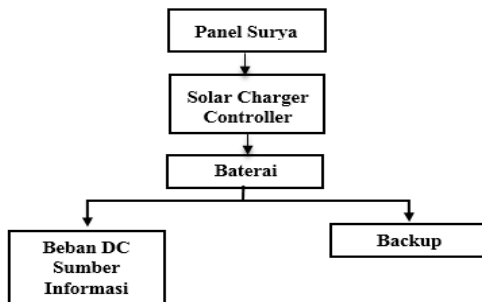 Panel Surya
Solar Charger
Controller
Baterai
Beban DC
Sumber
Informasi
Backup